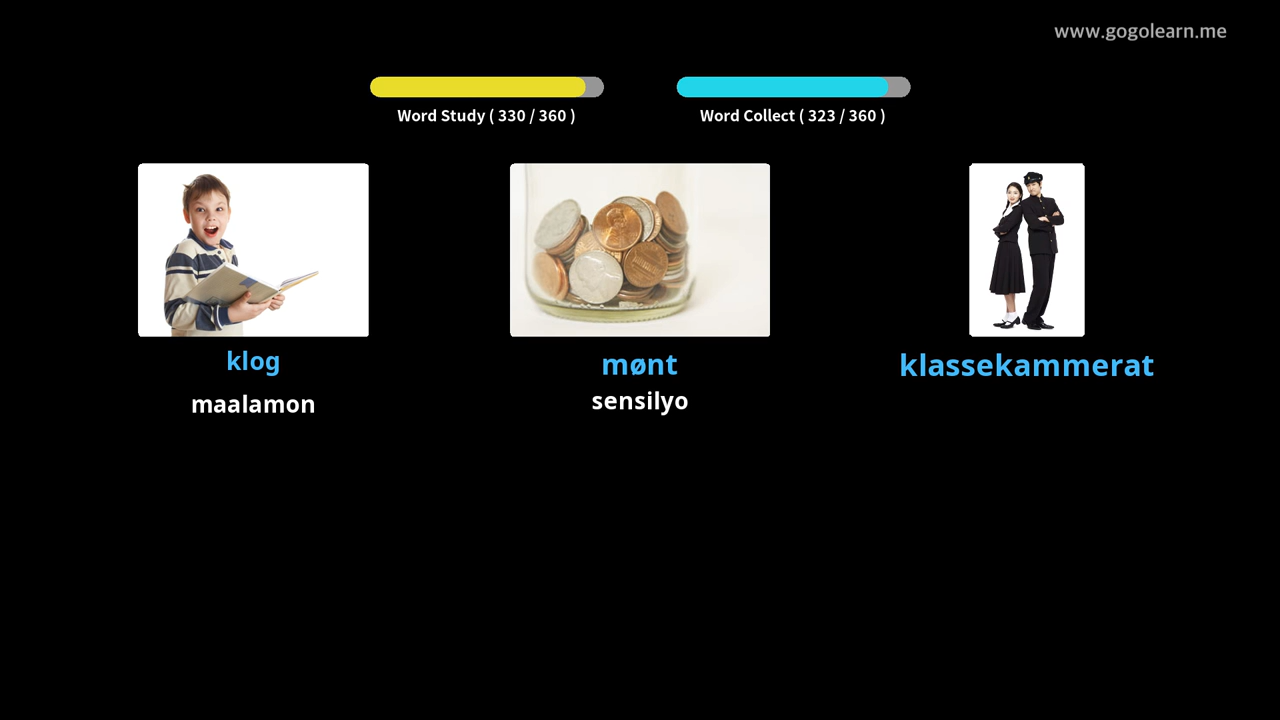 www.gogolearn.me
Word Study ( 330 / 360 )
Word Collect ( 323 / 360 )
klog
maalamon
mønt
sensilyo
klassekammerat